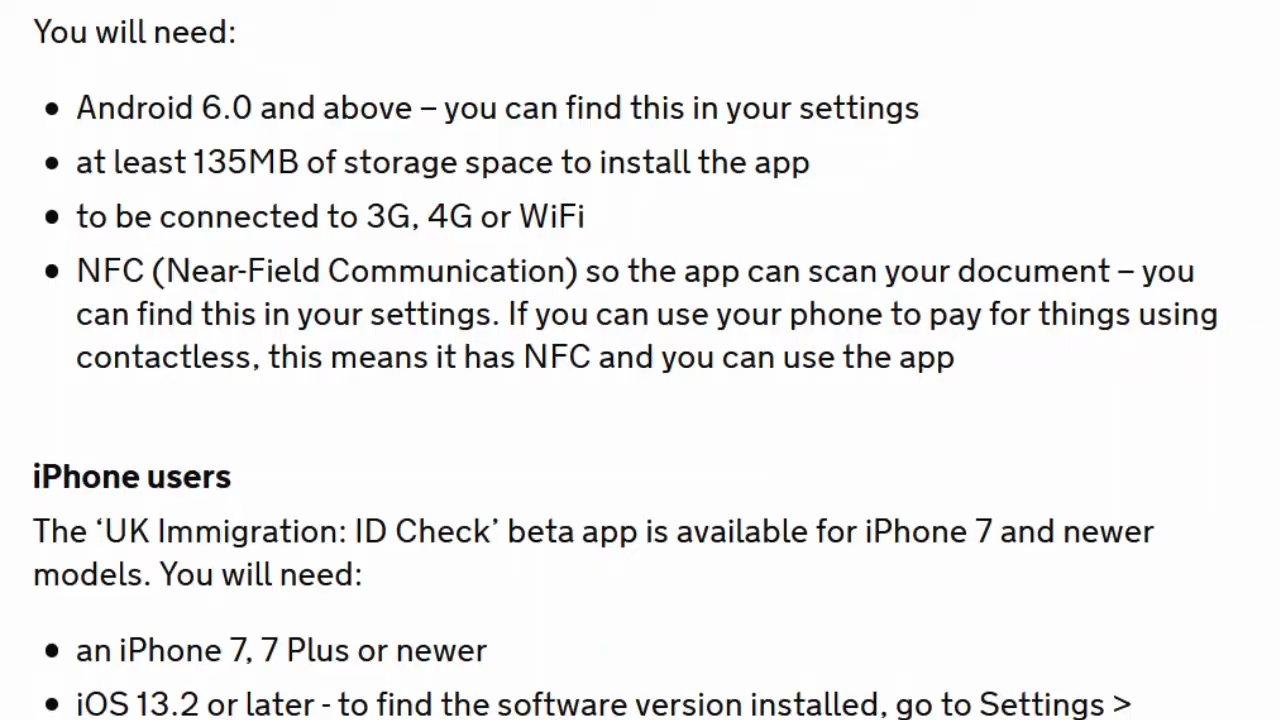 You will need:
• Android 6.0 and above – you can find this in your settings
• at least 135MB of storage space to install the app
• to be connected to 3G, 4G or WiFi
• NFC (Near-Field Communication) so the app can scan your document – you
can find this in your settings. If you can use your phone to pay for things using
contactless, this means it has NFC and you can use the app
iPhone users
The ‘UK Immigration: ID Check’ beta app is available for iPhone 7 and newer
models. You will need:
• an iPhone 7, 7 Plus or newer
• iOS 13.2 or later - to find the software version installed, go to Settings >